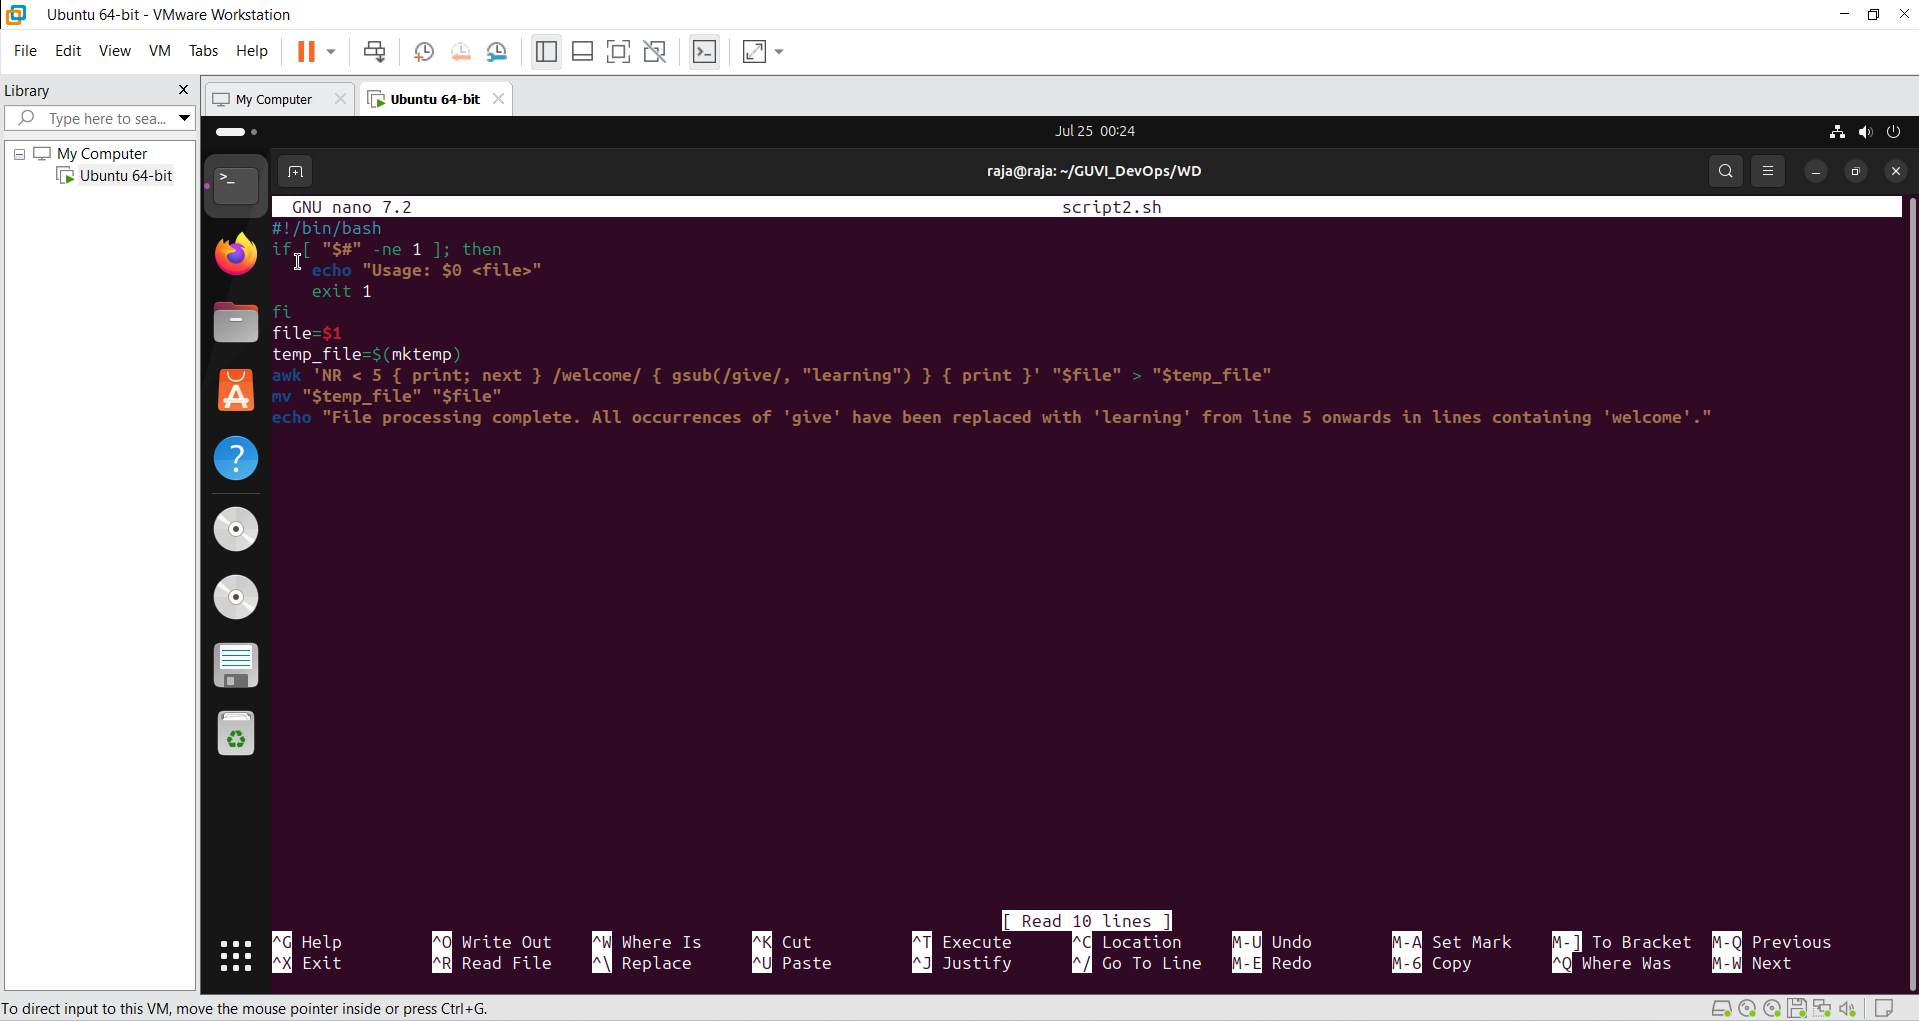 Ubuntu 64-bit - VMware Workstation
File Edit View VM Tabs Help
Library
Type here to sea...
My Computer
Ubuntu 64-bit
My Computer
Ubuntu 64-bit
Jul 25 00:24
raja@raja: ~/GUVI_DevOps/WD
GNU nano 7.2 script2.sh
#!/bin/bash
if [ "$#" -ne 1 ]; then
    echo "Usage: $0 <file>"
    exit 1
fi
file=$1
temp_file=$(mktemp)
awk 'NR < 5 { print; next } /welcome/ { gsub(/give/, "learning") } { print }' "$file" > "$temp_file"
mv "$temp_file" "$file"
echo "File processing complete. All occurrences of 'give' have been replaced with 'learning' from line 5 onwards in lines containing 'welcome'."
[ Read 10 lines ]
^G Help ^O Write Out ^W Where Is ^K Cut ^T Execute ^C Location M-U Undo M-A Set Mark M-] To Bracket M-Q Previous
^X Exit ^R Read File ^\ Replace ^U Paste ^J Justify ^/ Go To Line M-E Redo M-6 Copy ^Q Where Was M-W Next
To direct input to this VM, move the mouse pointer inside or press Ctrl+G.